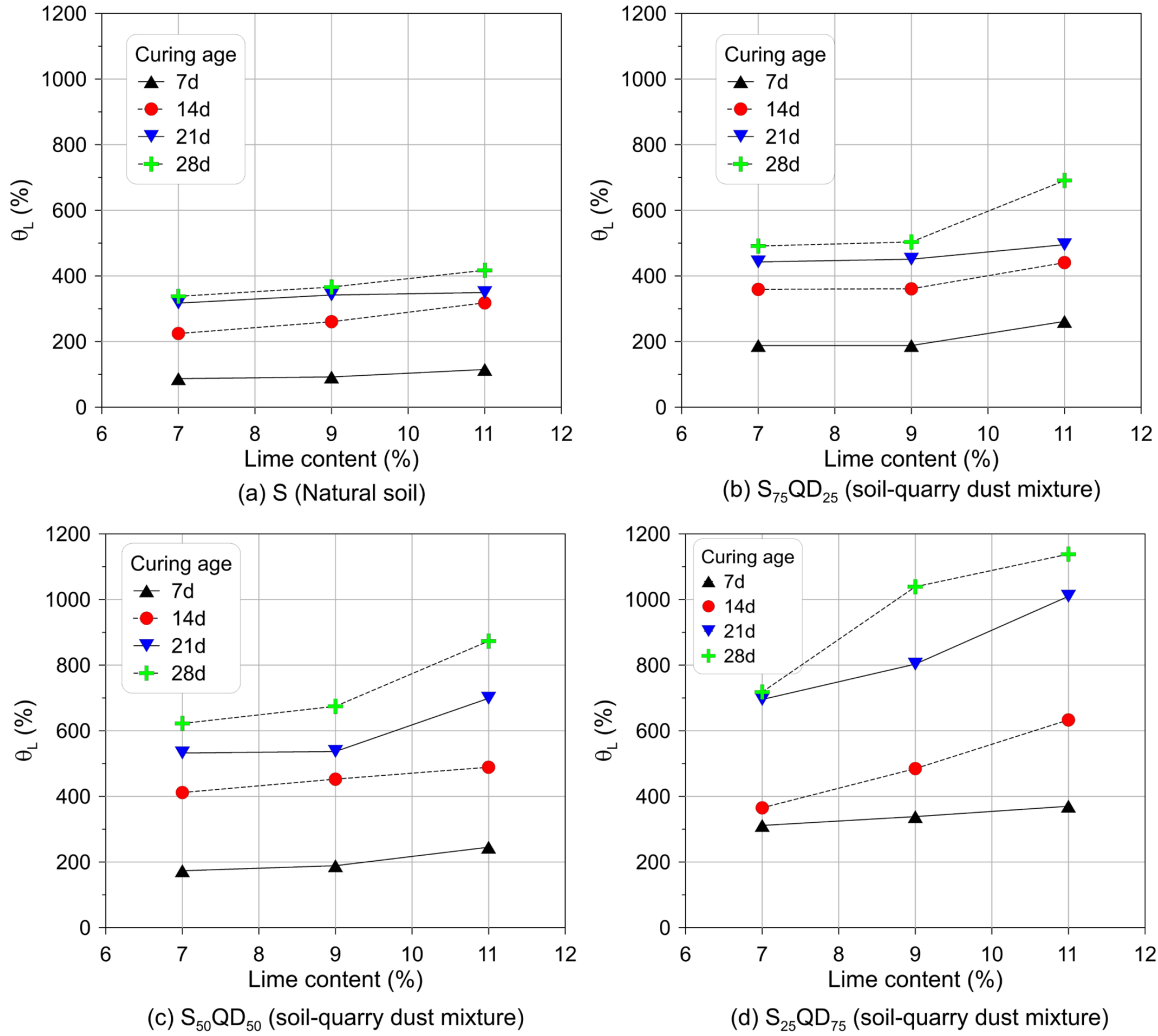 1200
1000
800
600
400
200
0
θL (%)
Curing age
7d
14d
21d
28d
6 7 8 9 10 11 12
Lime content (%)
(a) S (Natural soil)
1200
1000
800
600
400
200
0
θL (%)
Curing age
7d
14d
21d
28d
6 7 8 9 10 11 12
Lime content (%)
(b) S75QD25 (soil-quarry dust mixture)
1200
1000
800
600
400
200
0
θL (%)
Curing age
7d
14d
21d
28d
6 7 8 9 10 11 12
Lime content (%)
(c) S50QD50 (soil-quarry dust mixture)
1200
1000
800
600
400
200
0
θL (%)
Curing age
7d
14d
21d
28d
6 7 8 9 10 11 12
Lime content (%)
(d) S25QD75 (soil-quarry dust mixture)